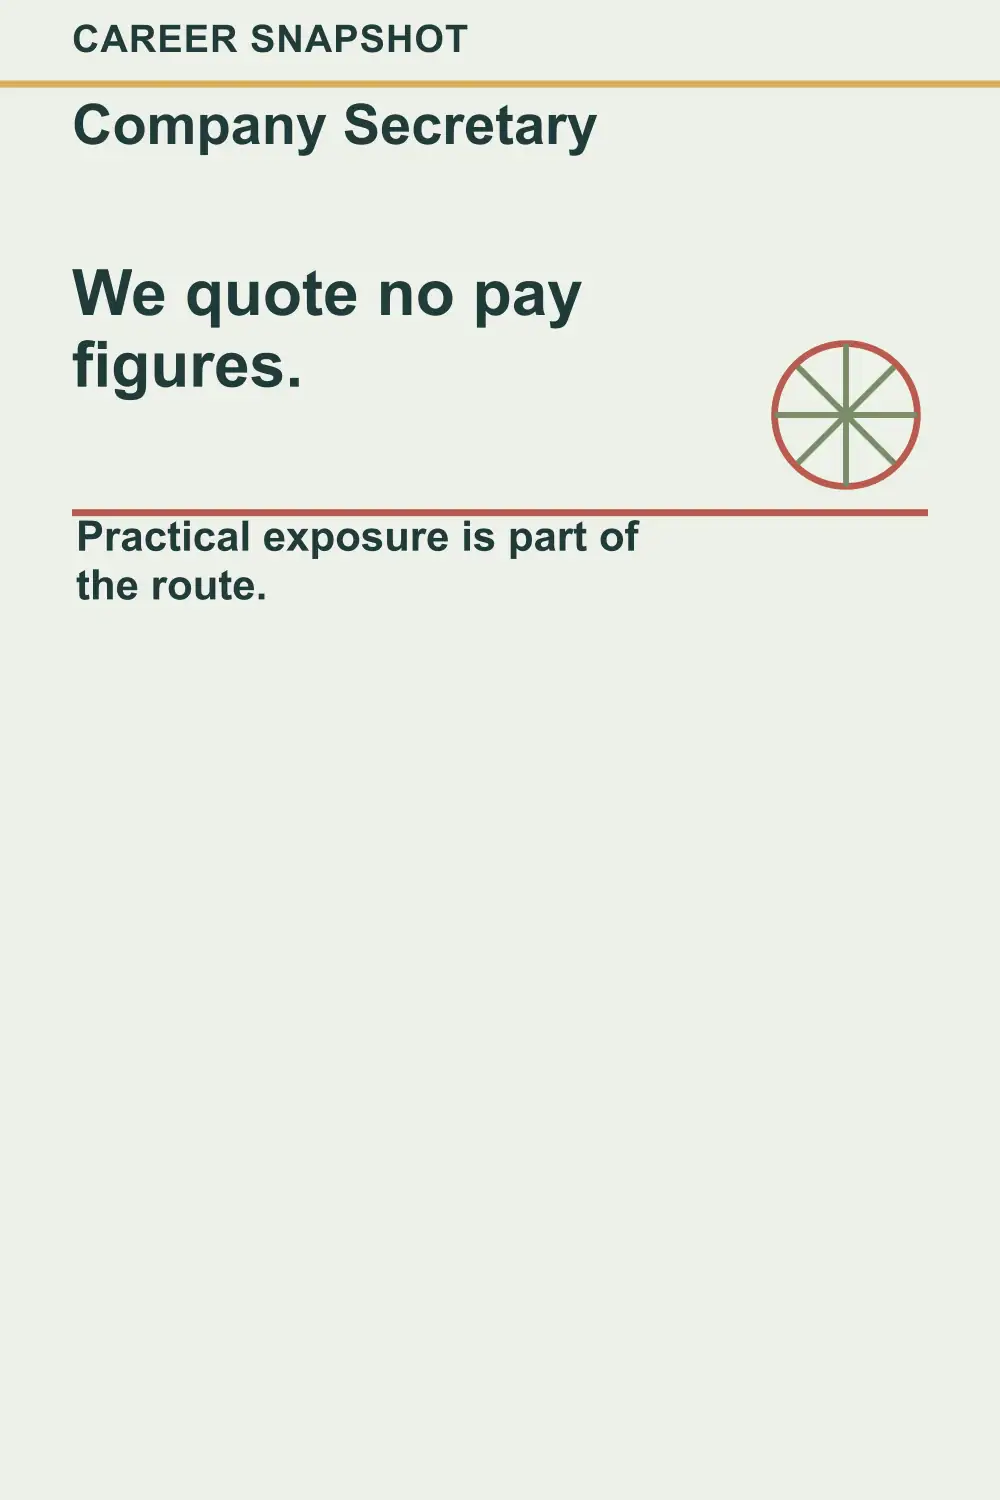 CAREER SNAPSHOT
Company Secretary
We quote no pay
figures.
Practical exposure is part of
the route.